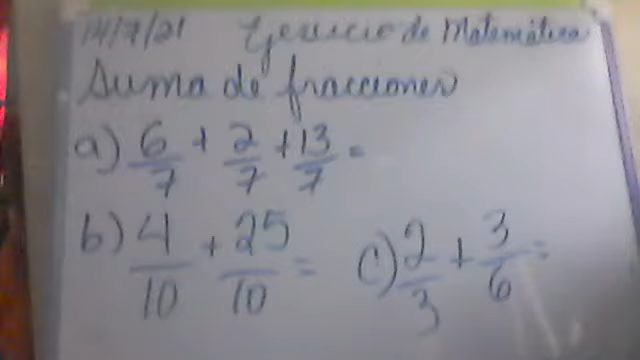 14/7/21 Ejercicio de Matemática
Suma de fracciones
a) 6/7 + 2/7 + 13/7 =
b) 4/10 + 25/10 = c) 2/3 + 3/6 =